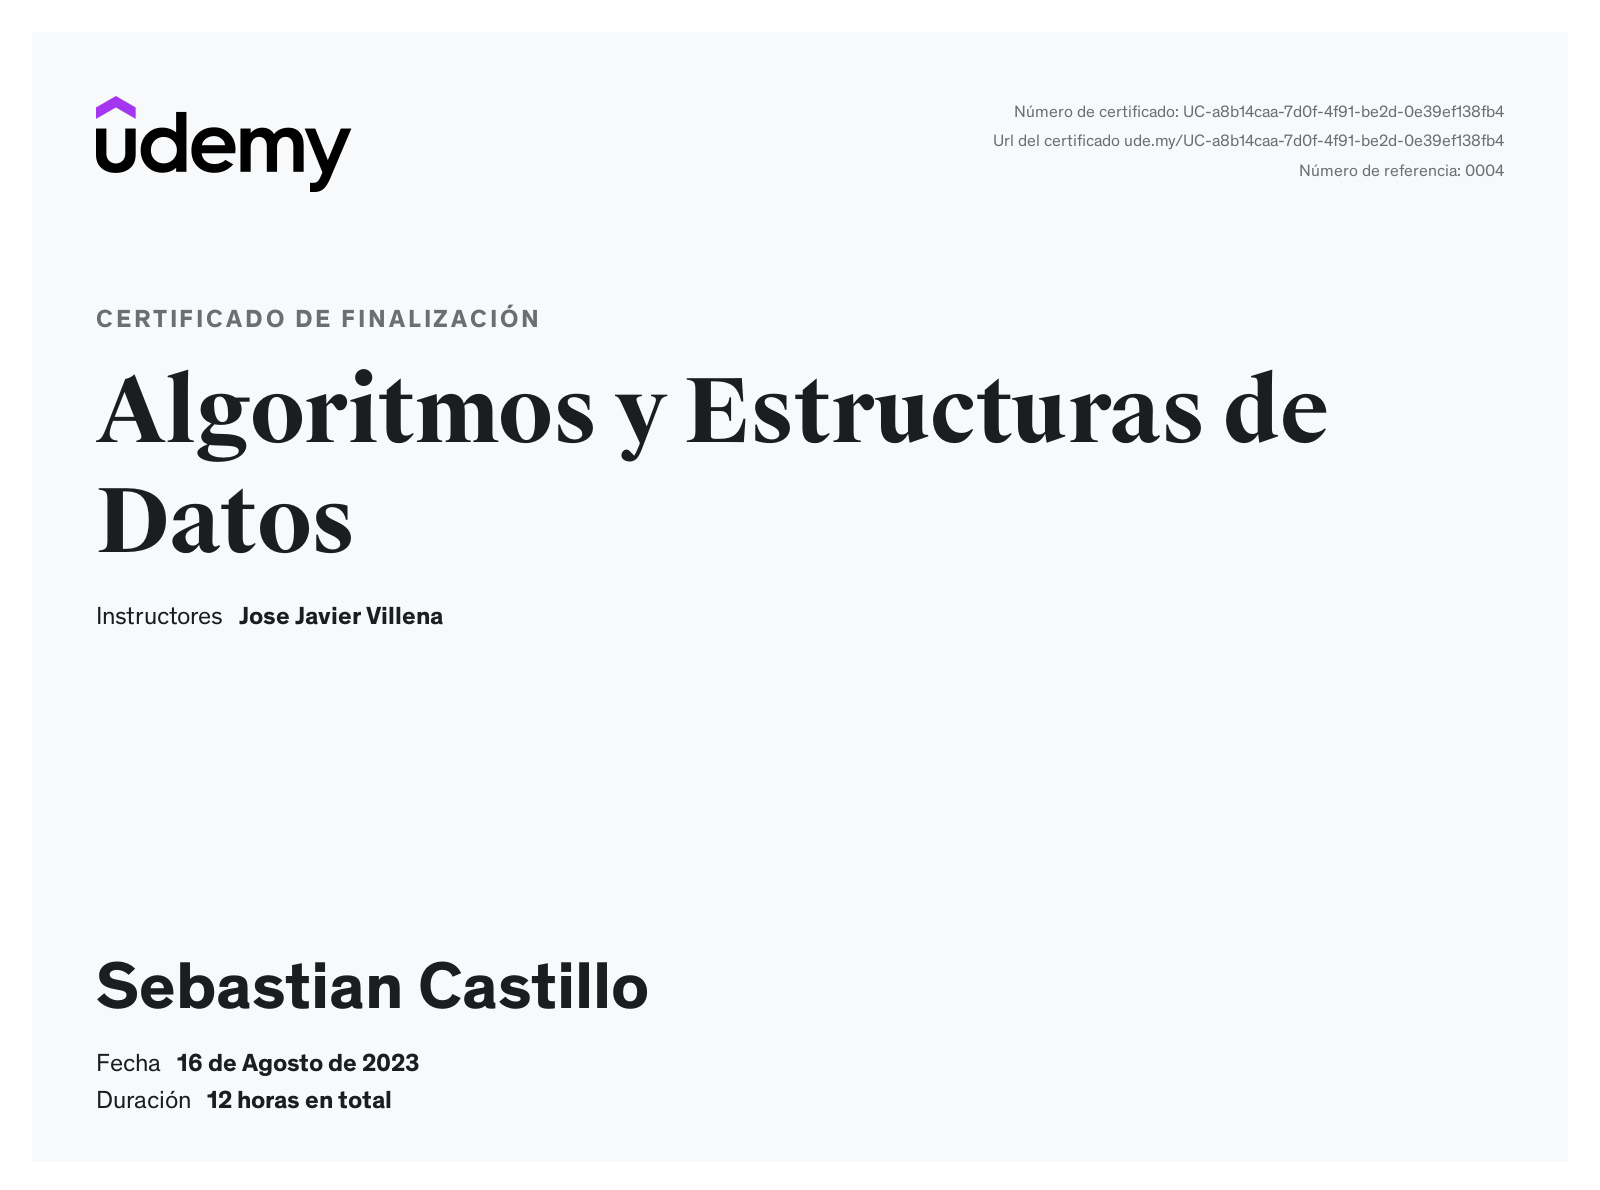 udemy
Número de certificado: UC-a8b14caa-7d0f-4f91-be2d-0e39ef138fb4
Url del certificado ude.my/UC-a8b14caa-7d0f-4f91-be2d-0e39ef138fb4
Número de referencia: 0004
CERTIFICADO DE FINALIZACIÓN
Algoritmos y Estructuras de
Datos
Instructores Jose Javier Villena
Sebastian Castillo
Fecha 16 de Agosto de 2023
Duración 12 horas en total